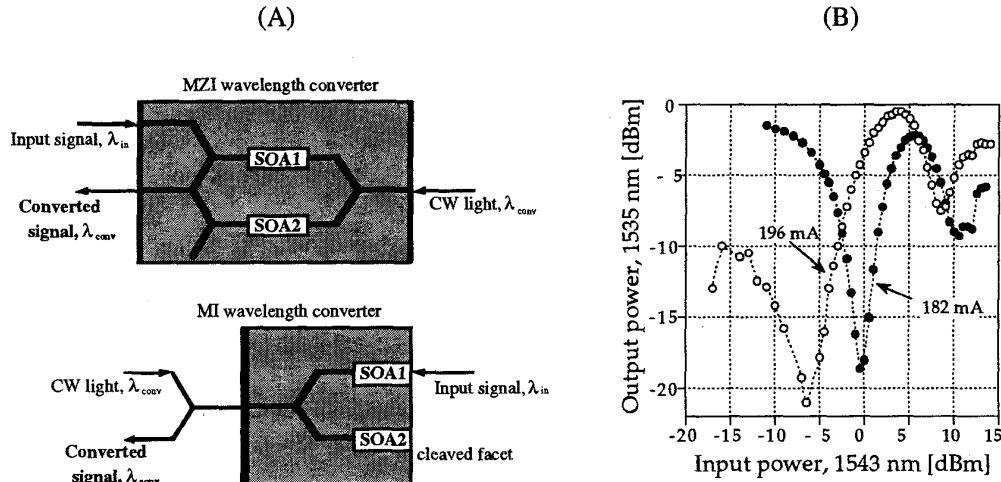 (A)
MZI wavelength converter
Input signal, λin
SOA1
Converted
signal, λconv
SOA2
CW light, λconv
MI wavelength converter
CW light, λconv
SOA1
Input signal, λin
Converted
signal, λconv
SOA2
cleaved facet
(B)
Output power, 1535 nm [dBm]
0
-5
-10
-15
-20
196 mA
182 mA
-20 -15 -10 -5 0 5 10 15
Input power, 1543 nm [dBm]